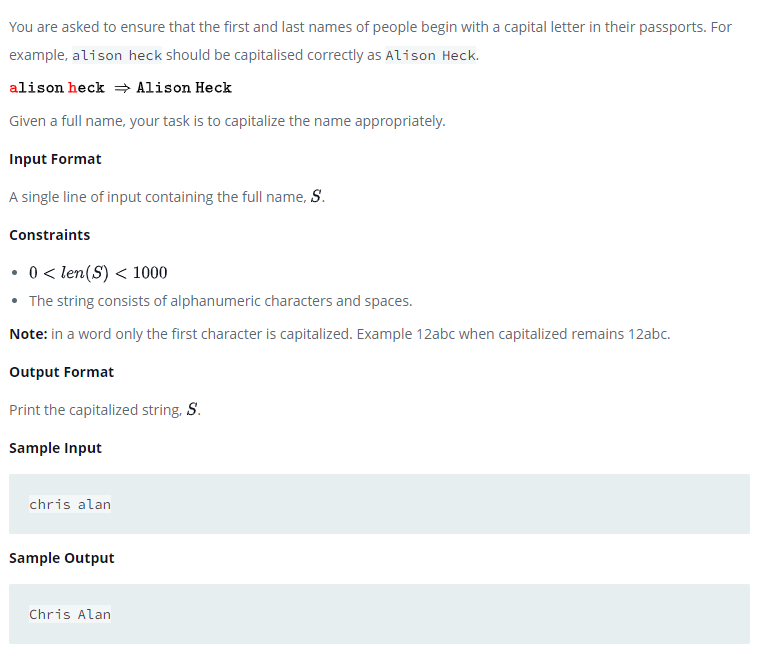 You are asked to ensure that the first and last names of people begin with a capital letter in their passports. For
example, alison heck should be capitalised correctly as Alison Heck.
alison heck ⇒ Alison Heck
Given a full name, your task is to capitalize the name appropriately.
Input Format
A single line of input containing the full name, S.
Constraints
• 0 < len(S) < 1000
• The string consists of alphanumeric characters and spaces.
Note: in a word only the first character is capitalized. Example 12abc when capitalized remains 12abc.
Output Format
Print the capitalized string, S.
Sample Input
chris alan
Sample Output
Chris Alan